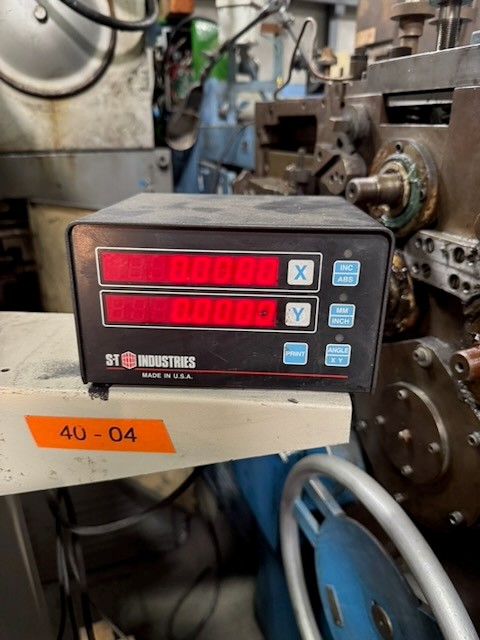 0.0000 X
INC
ABS
0.0000 Y
MM
INCH
S-T INDUSTRIES
PRINT
ANGLE
X Y
MADE IN U.S.A.
40 - 04